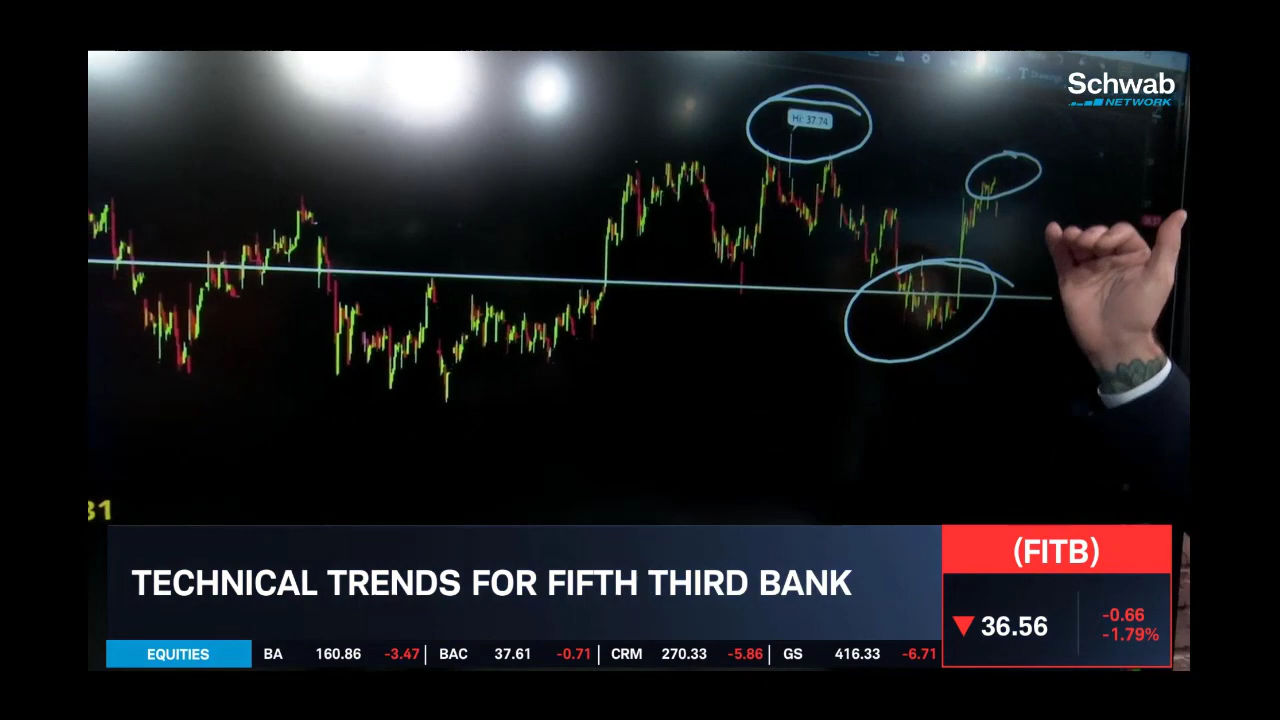 Schwab
NETWORK
Hi: 37.74
31
TECHNICAL TRENDS FOR FIFTH THIRD BANK
(FITB)
36.56
-0.66
-1.79%
EQUITIES BA 160.86 -3.47 BAC 37.61 -0.71 CRM 270.33 -5.86 GS 416.33 -6.71